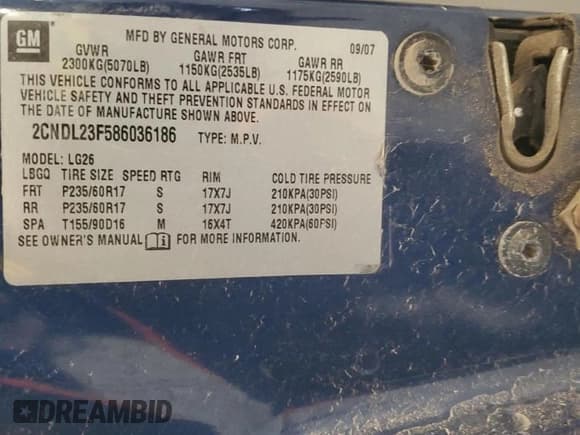 GM
MFD BY GENERAL MOTORS CORP. 09/07
GVWR GAWR FRT GAWR RR
2300KG(5070LB) 1150KG(2535LB) 1175KG(2590LB)
THIS VEHICLE CONFORMS TO ALL APPLICABLE U.S. FEDERAL MOTOR
VEHICLE SAFETY AND THEFT PREVENTION STANDARDS IN EFFECT ON
THE DATE OF MANUFACTURE SHOWN ABOVE.
2CNDL23F586036186 TYPE: M.P.V.
MODEL: LG26
LBGQ TIRE SIZE SPEED RTG RIM COLD TIRE PRESSURE
FRT P235/60R17 S 17X7J 210KPA(30PSI)
RR P235/60R17 S 17X7J 210KPA(30PSI)
SPA T155/90D16 M 16X4T 420KPA(60PSI)
SEE OWNER'S MANUAL FOR MORE INFORMATION
DREAMBID